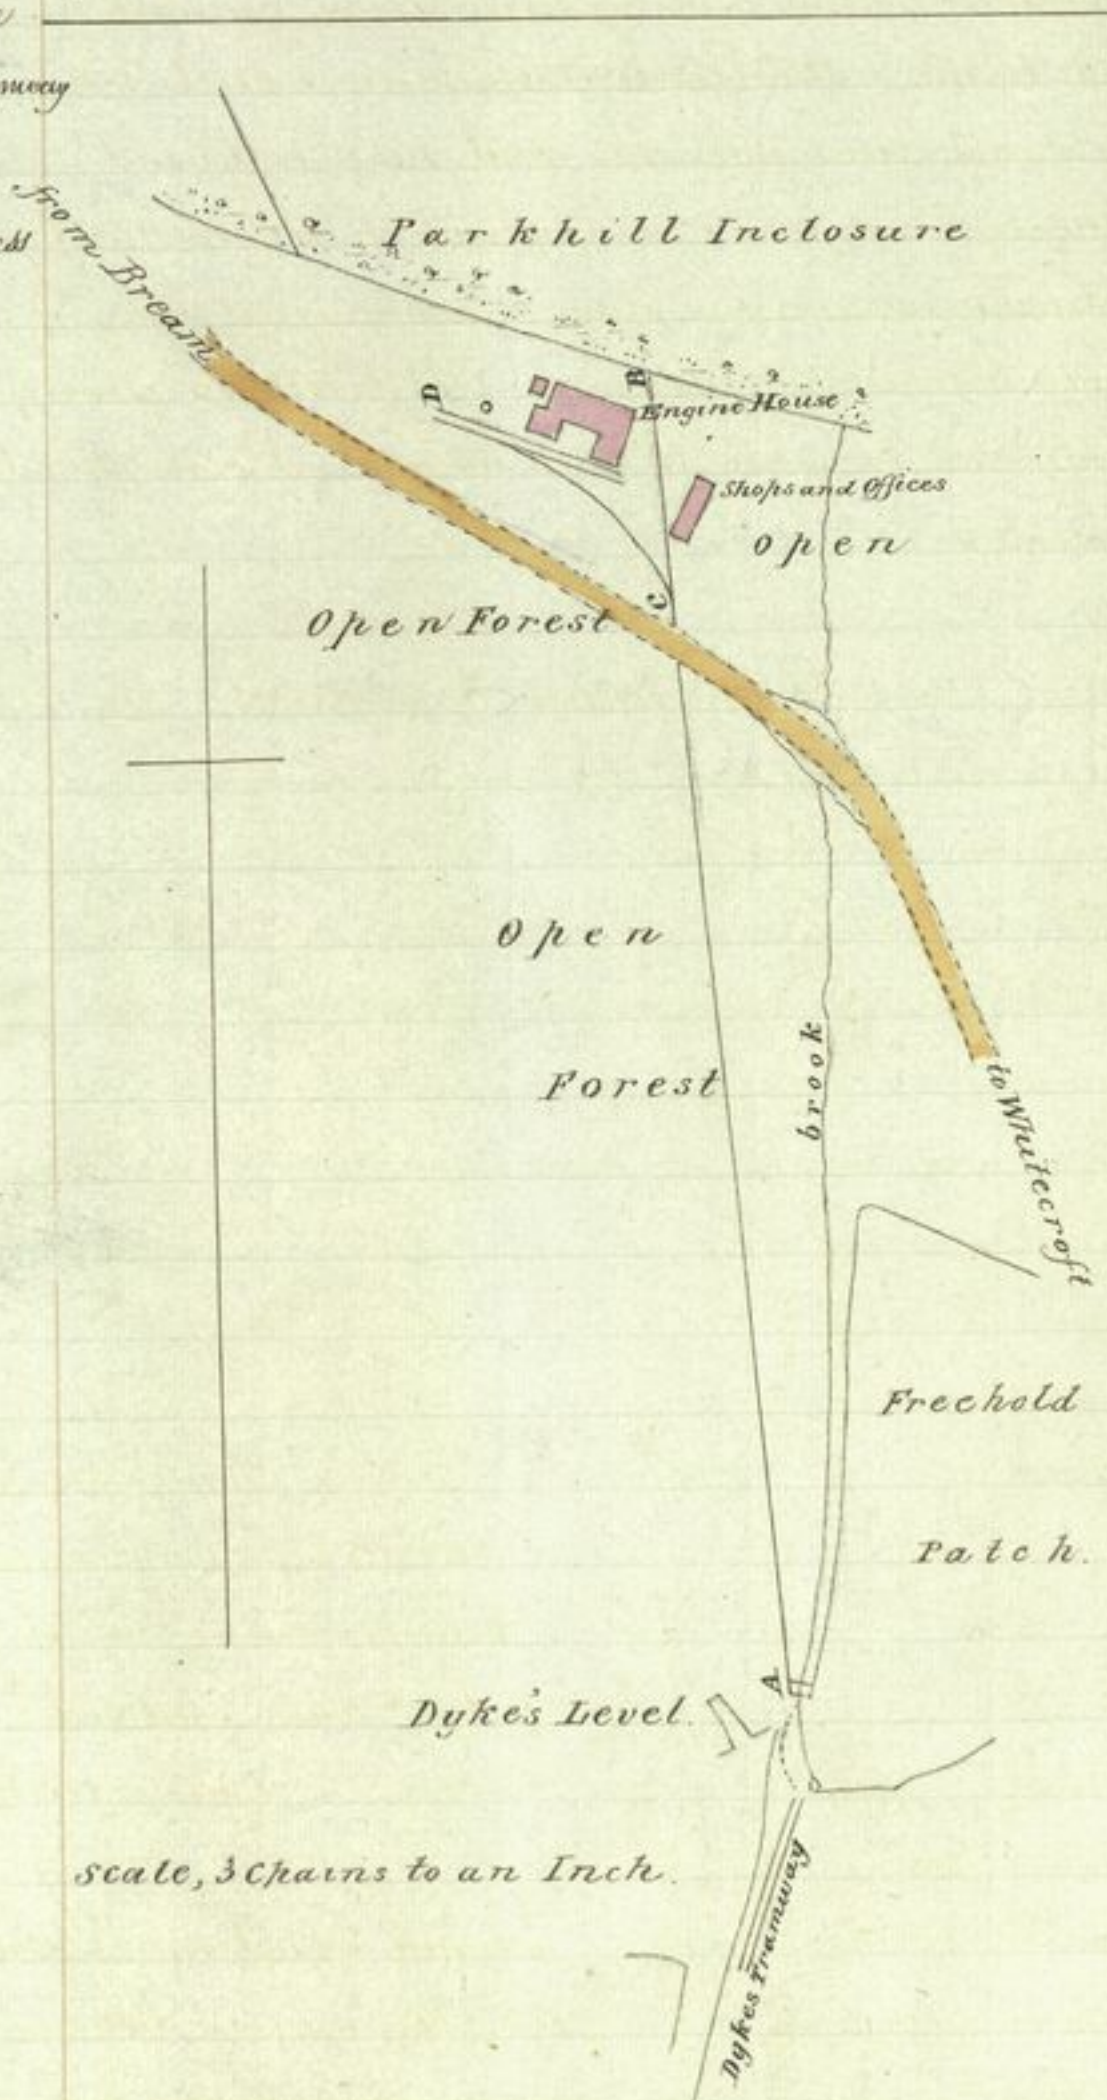 from Bream
Parkhill Inclosure
D
B
Engine House
Shops and Offices
Open
C
Open Forest
Open
Forest
brook
to Whitecroft
Freehold
Patch.
A
Dyke's Level.
Scale, 3 Chains to an Inch.
Dykes Tramway